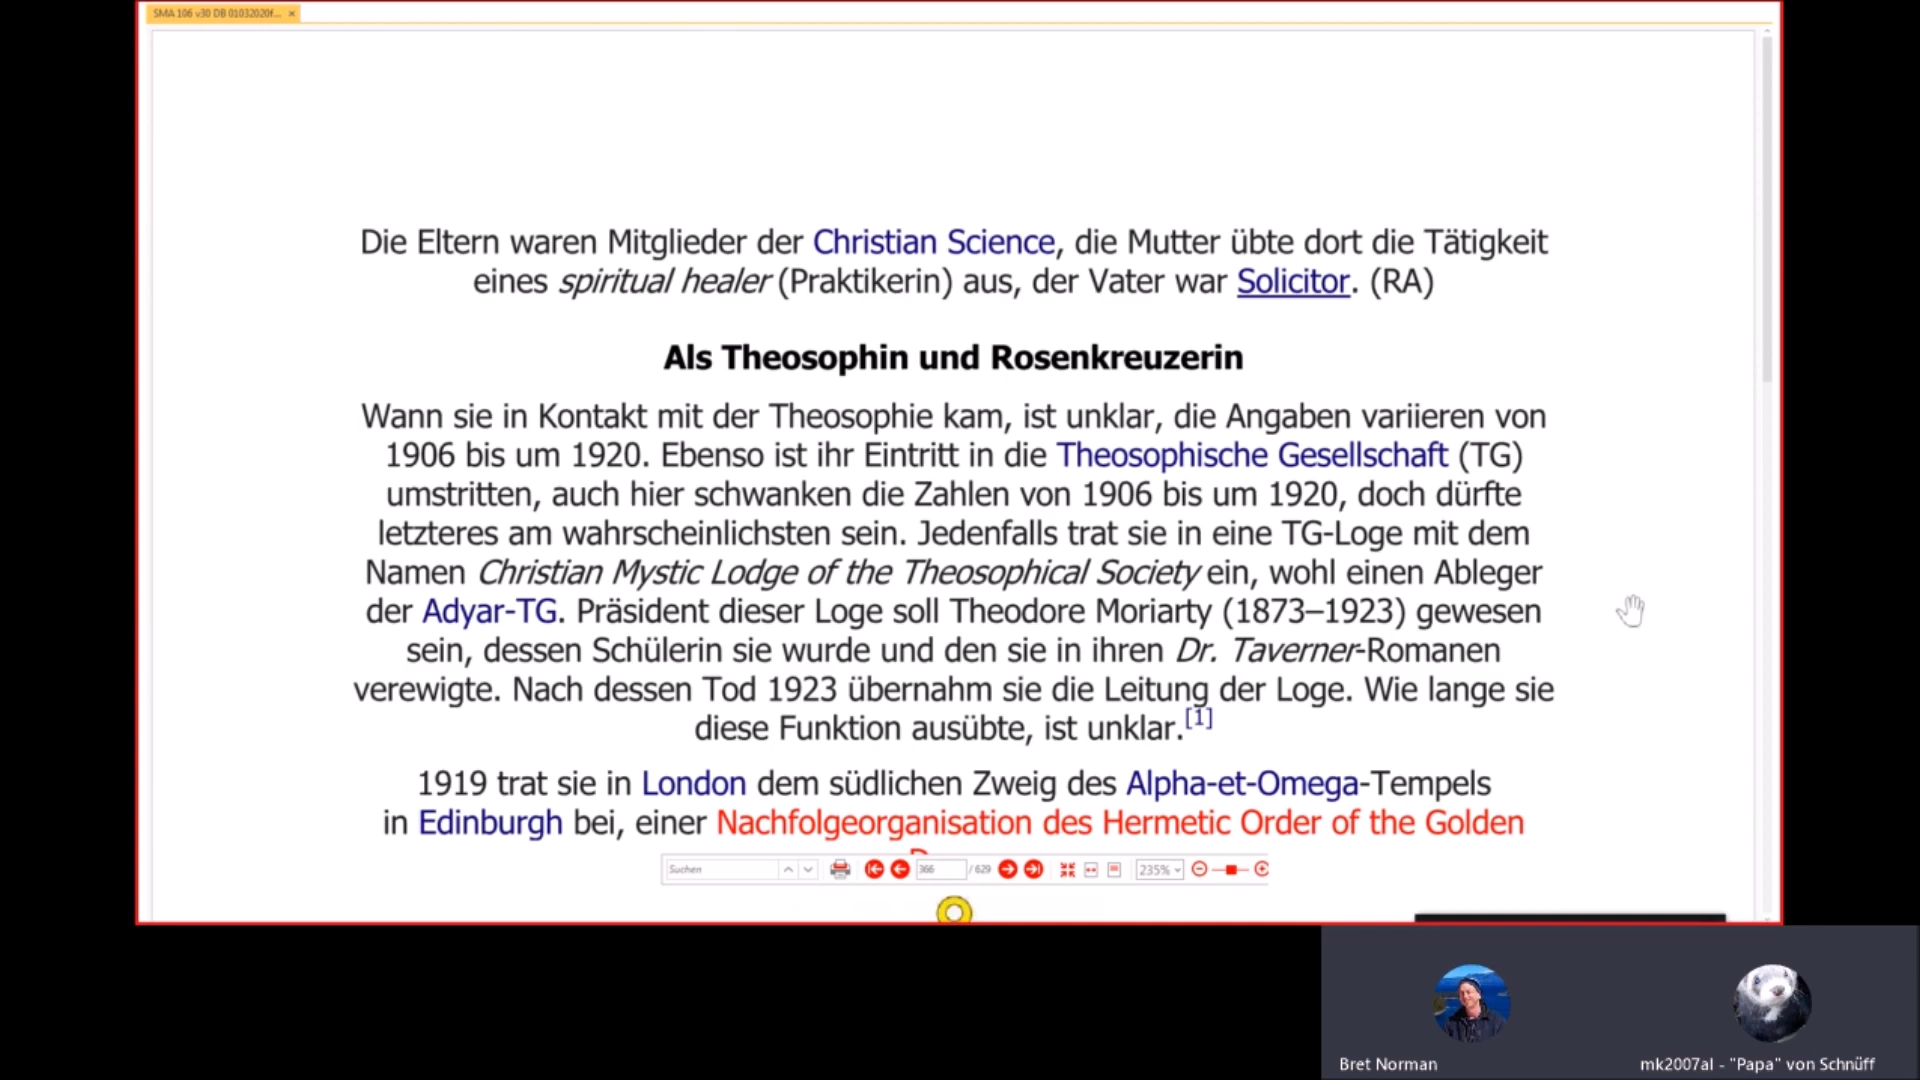 SMA 106 v30 DB 01032020f... ×
Die Eltern waren Mitglieder der Christian Science, die Mutter übte dort die Tätigkeit
eines spiritual healer (Praktikerin) aus, der Vater war Solicitor. (RA)
Als Theosophin und Rosenkreuzerin
Wann sie in Kontakt mit der Theosophie kam, ist unklar, die Angaben variieren von
1906 bis um 1920. Ebenso ist ihr Eintritt in die Theosophische Gesellschaft (TG)
umstritten, auch hier schwanken die Zahlen von 1906 bis um 1920, doch dürfte
letzteres am wahrscheinlichsten sein. Jedenfalls trat sie in eine TG-Loge mit dem
Namen Christian Mystic Lodge of the Theosophical Society ein, wohl einen Ableger
der Adyar-TG. Präsident dieser Loge soll Theodore Moriarty (1873–1923) gewesen
sein, dessen Schülerin sie wurde und den sie in ihren Dr. Taverner-Romanen
verewigte. Nach dessen Tod 1923 übernahm sie die Leitung der Loge. Wie lange sie
diese Funktion ausübte, ist unklar.[1]
1919 trat sie in London dem südlichen Zweig des Alpha-et-Omega-Tempels
in Edinburgh bei, einer Nachfolgeorganisation des Hermetic Order of the Golden
Suchen 366 / 629 235%
Bret Norman
mk2007al - "Papa" von Schnüff